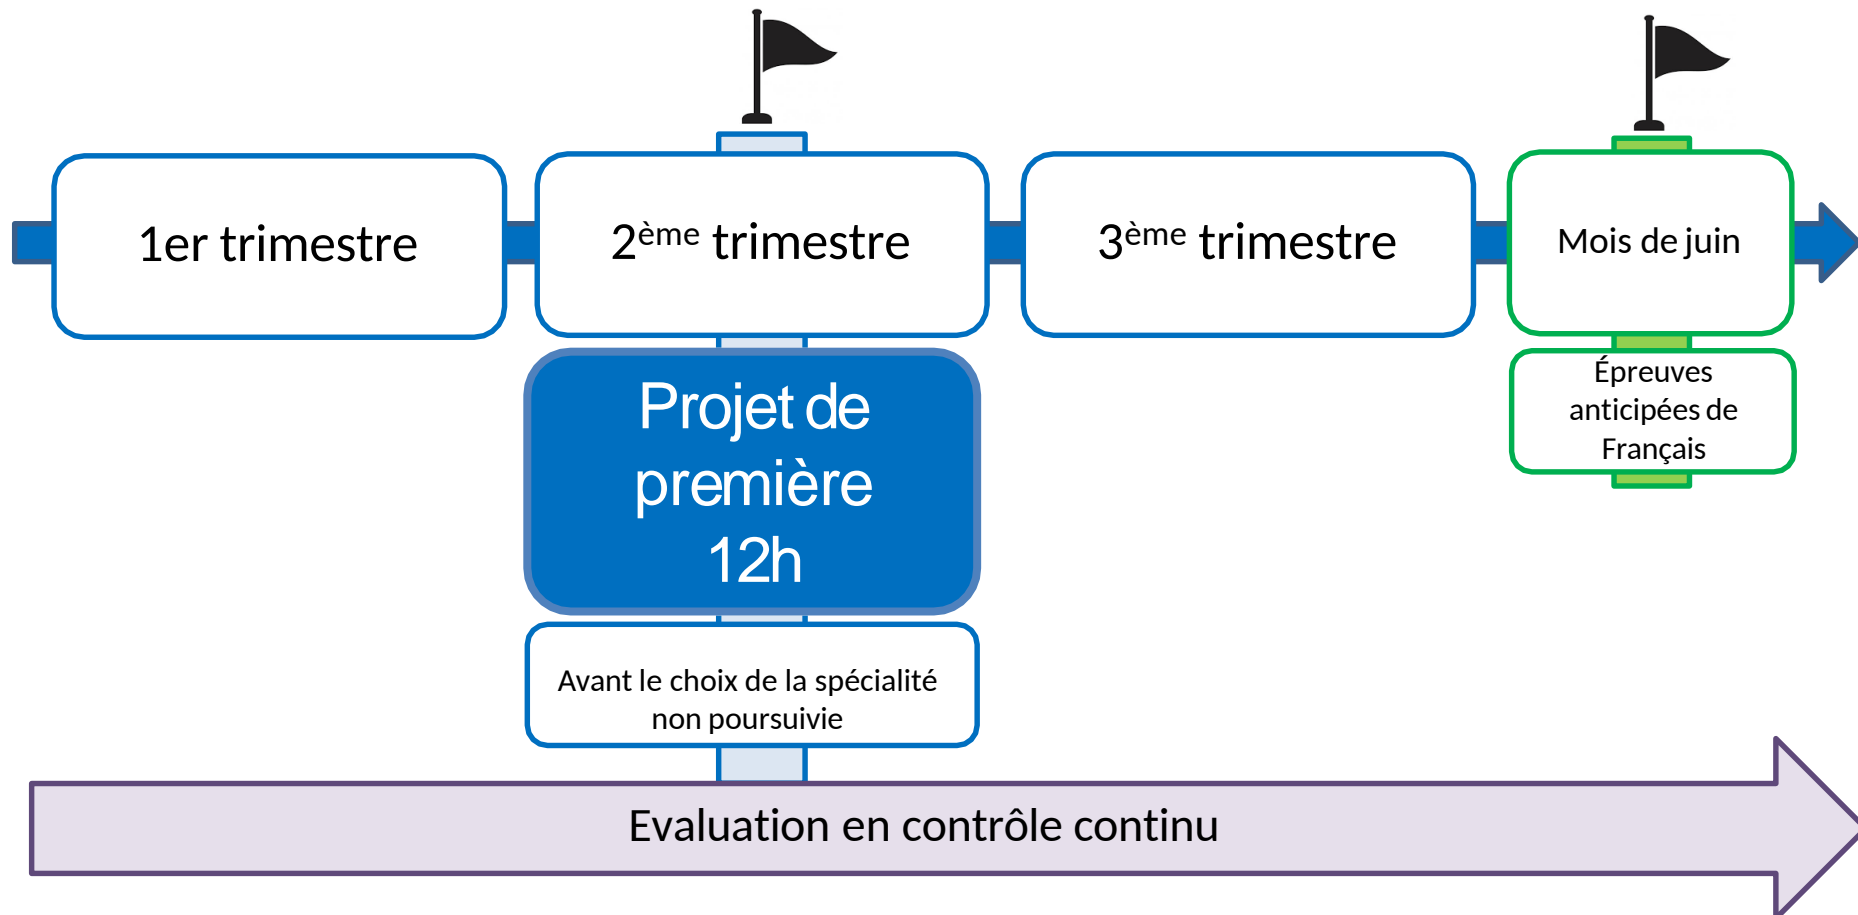 1er trimestre
2ème trimestre
3ème trimestre
Mois de juin
Projet de
première
12h
Épreuves
anticipées de
Français
Avant le choix de la spécialité
non poursuivie
Evaluation en contrôle continu